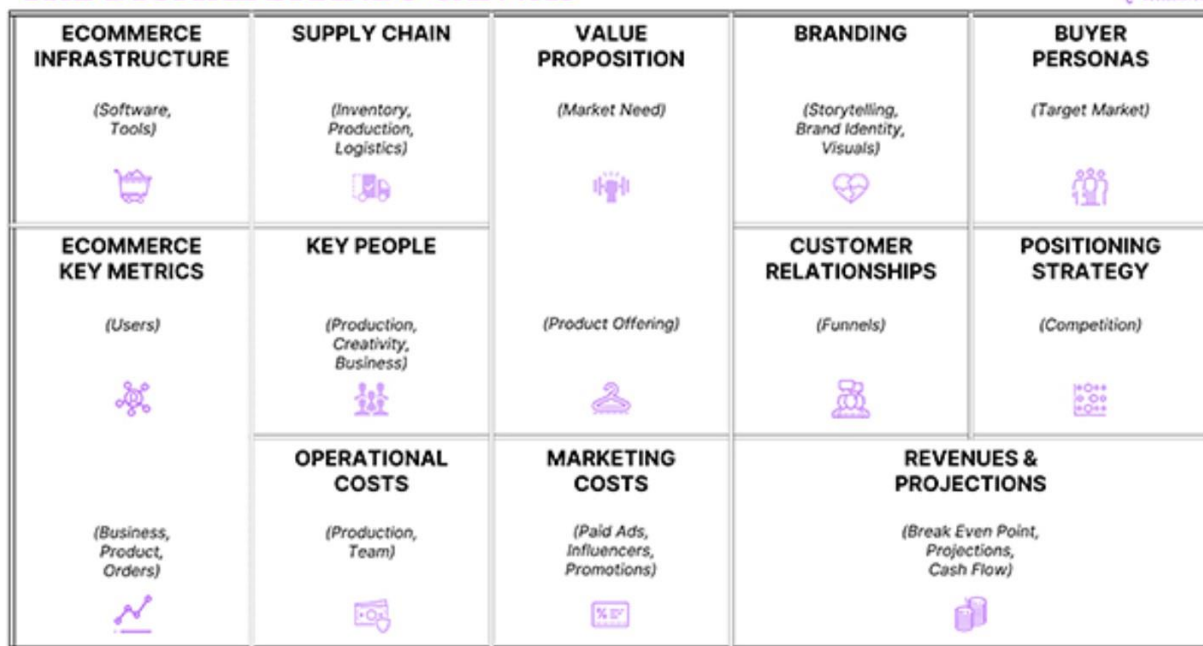 ECOMMERCE
INFRASTRUCTURE
(Software,
Tools)
SUPPLY CHAIN
(Inventory,
Production,
Logistics)
VALUE
PROPOSITION
(Market Need)
(Product Offering)
BRANDING
(Storytelling,
Brand Identity,
Visuals)
BUYER
PERSONAS
(Target Market)
ECOMMERCE
KEY METRICS
(Users)
(Business,
Product,
Orders)
KEY PEOPLE
(Production,
Creativity,
Business)
CUSTOMER
RELATIONSHIPS
(Funnels)
POSITIONING
STRATEGY
(Competition)
OPERATIONAL
COSTS
(Production,
Team)
MARKETING
COSTS
(Paid Ads,
Influencers,
Promotions)
REVENUES &
PROJECTIONS
(Break Even Point,
Projections,
Cash Flow)